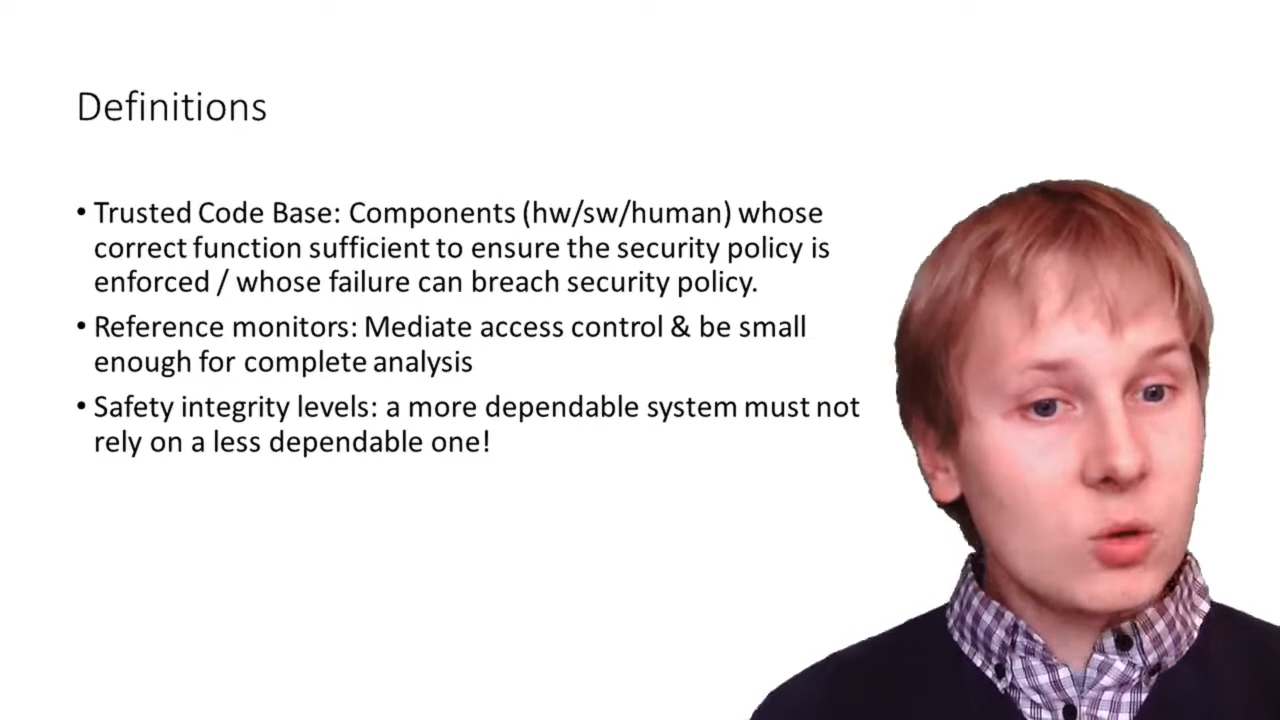 Definitions
• Trusted Code Base: Components (hw/sw/human) whose
correct function sufficient to ensure the security policy is
enforced / whose failure can breach security policy.
• Reference monitors: Mediate access control & be small
enough for complete analysis
• Safety integrity levels: a more dependable system must not
rely on a less dependable one!